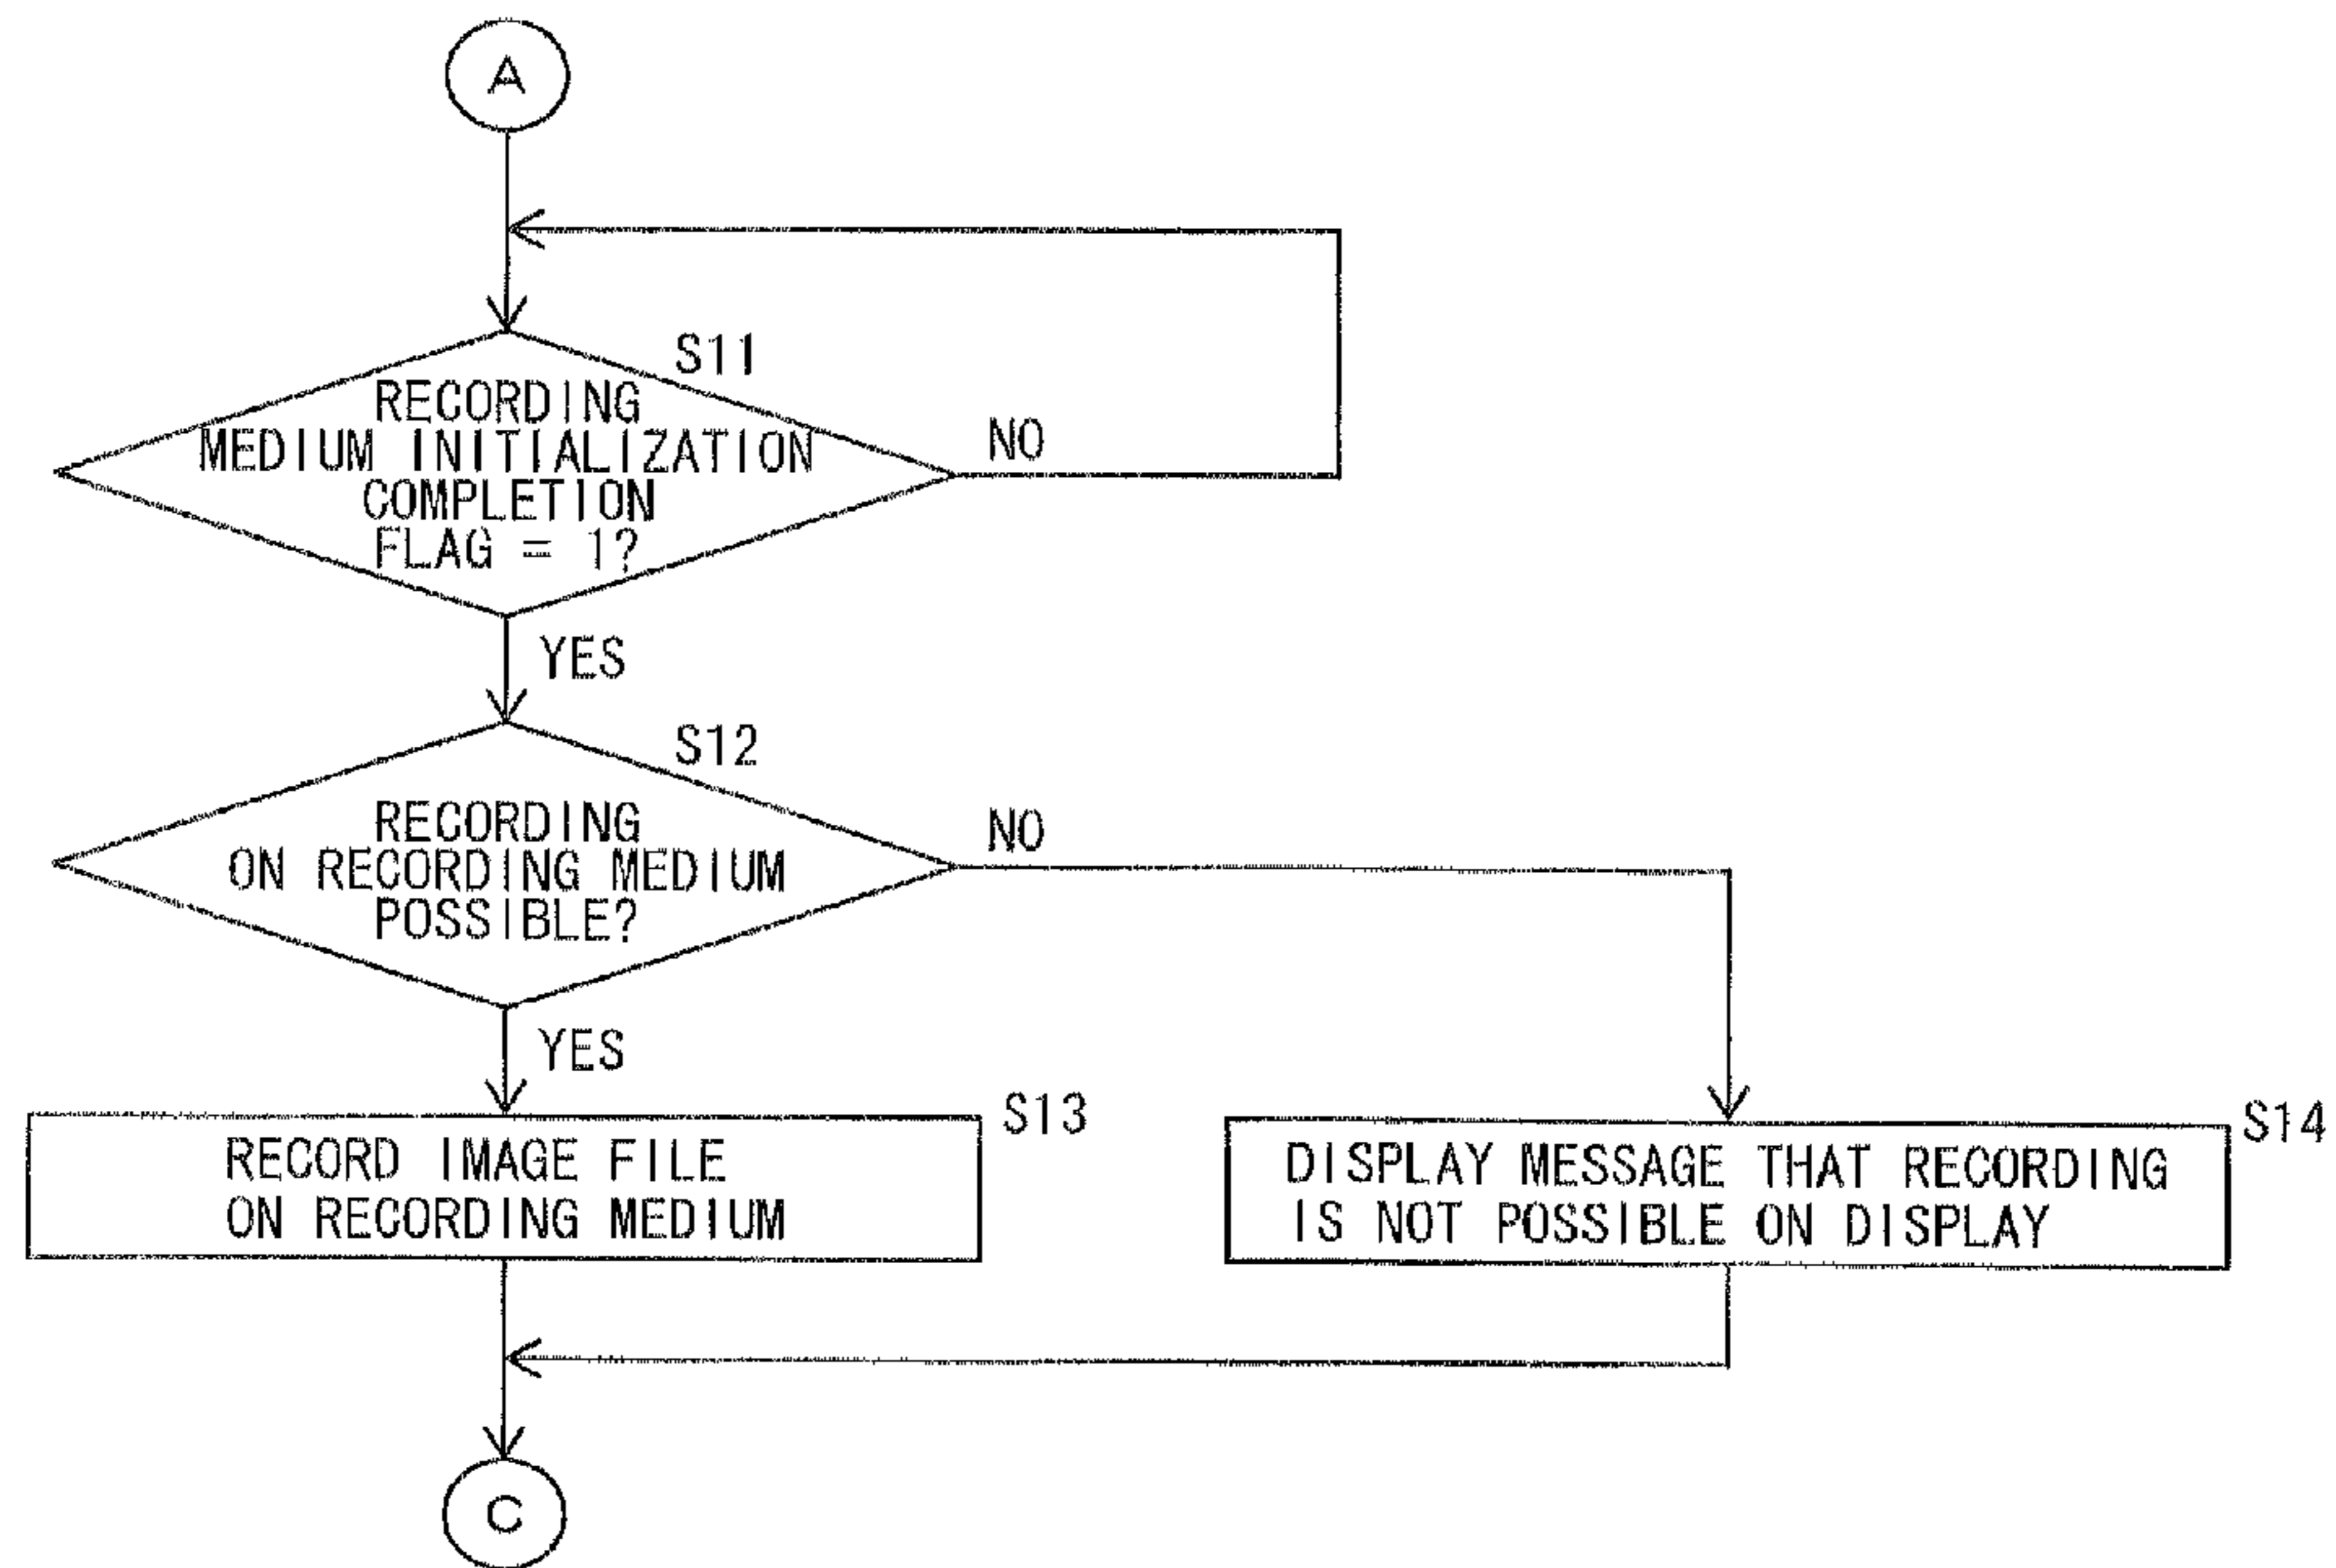 A
S11
RECORDING
MEDIUM INITIALIZATION
COMPLETION
FLAG = 1?
NO
YES
S12
RECORDING
ON RECORDING MEDIUM
POSSIBLE?
NO
YES
S13
RECORD IMAGE FILE
ON RECORDING MEDIUM
S14
DISPLAY MESSAGE THAT RECORDING
IS NOT POSSIBLE ON DISPLAY
C